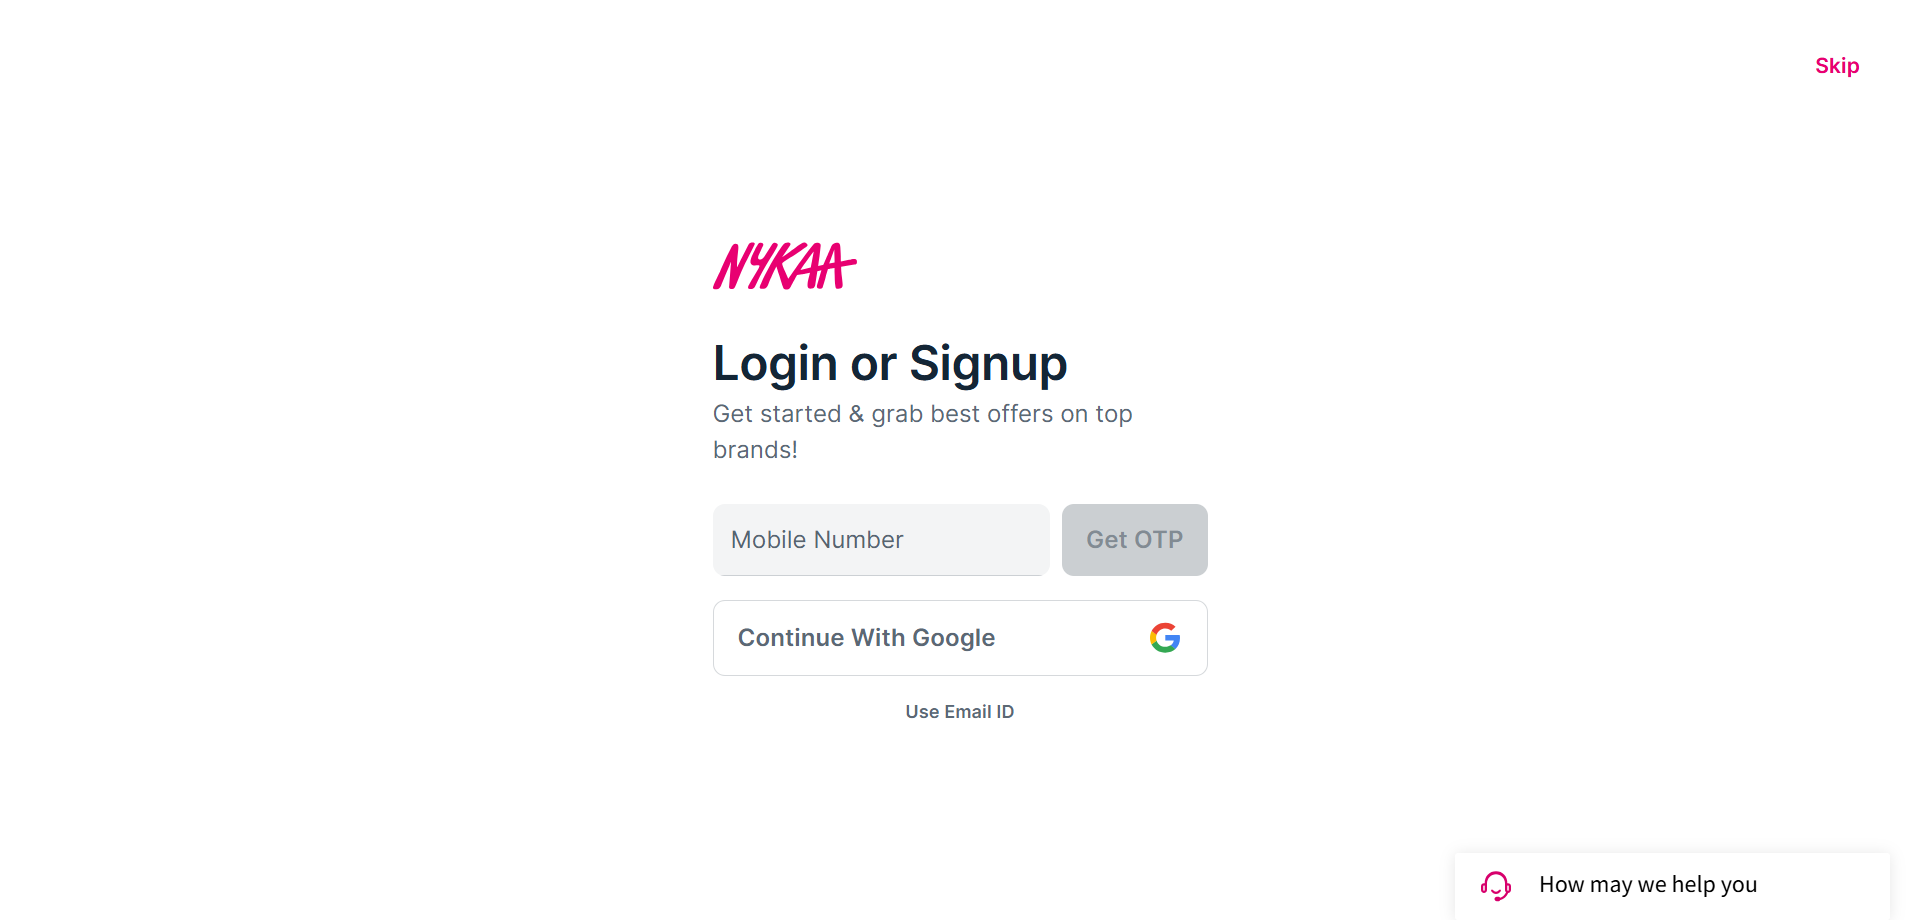 Skip
NYKAA
Login or Signup
Get started & grab best offers on top
brands!
Mobile Number
Get OTP
Continue With Google
Use Email ID
How may we help you